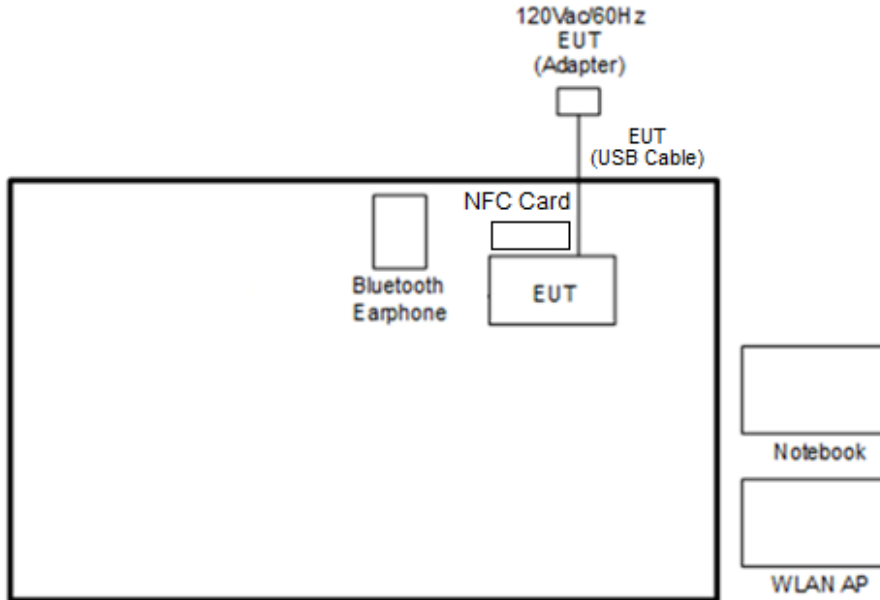 120Vac/60Hz
EUT
(Adapter)
EUT
(USB Cable)
NFC Card
Bluetooth
Earphone
EUT
Notebook
WLAN AP